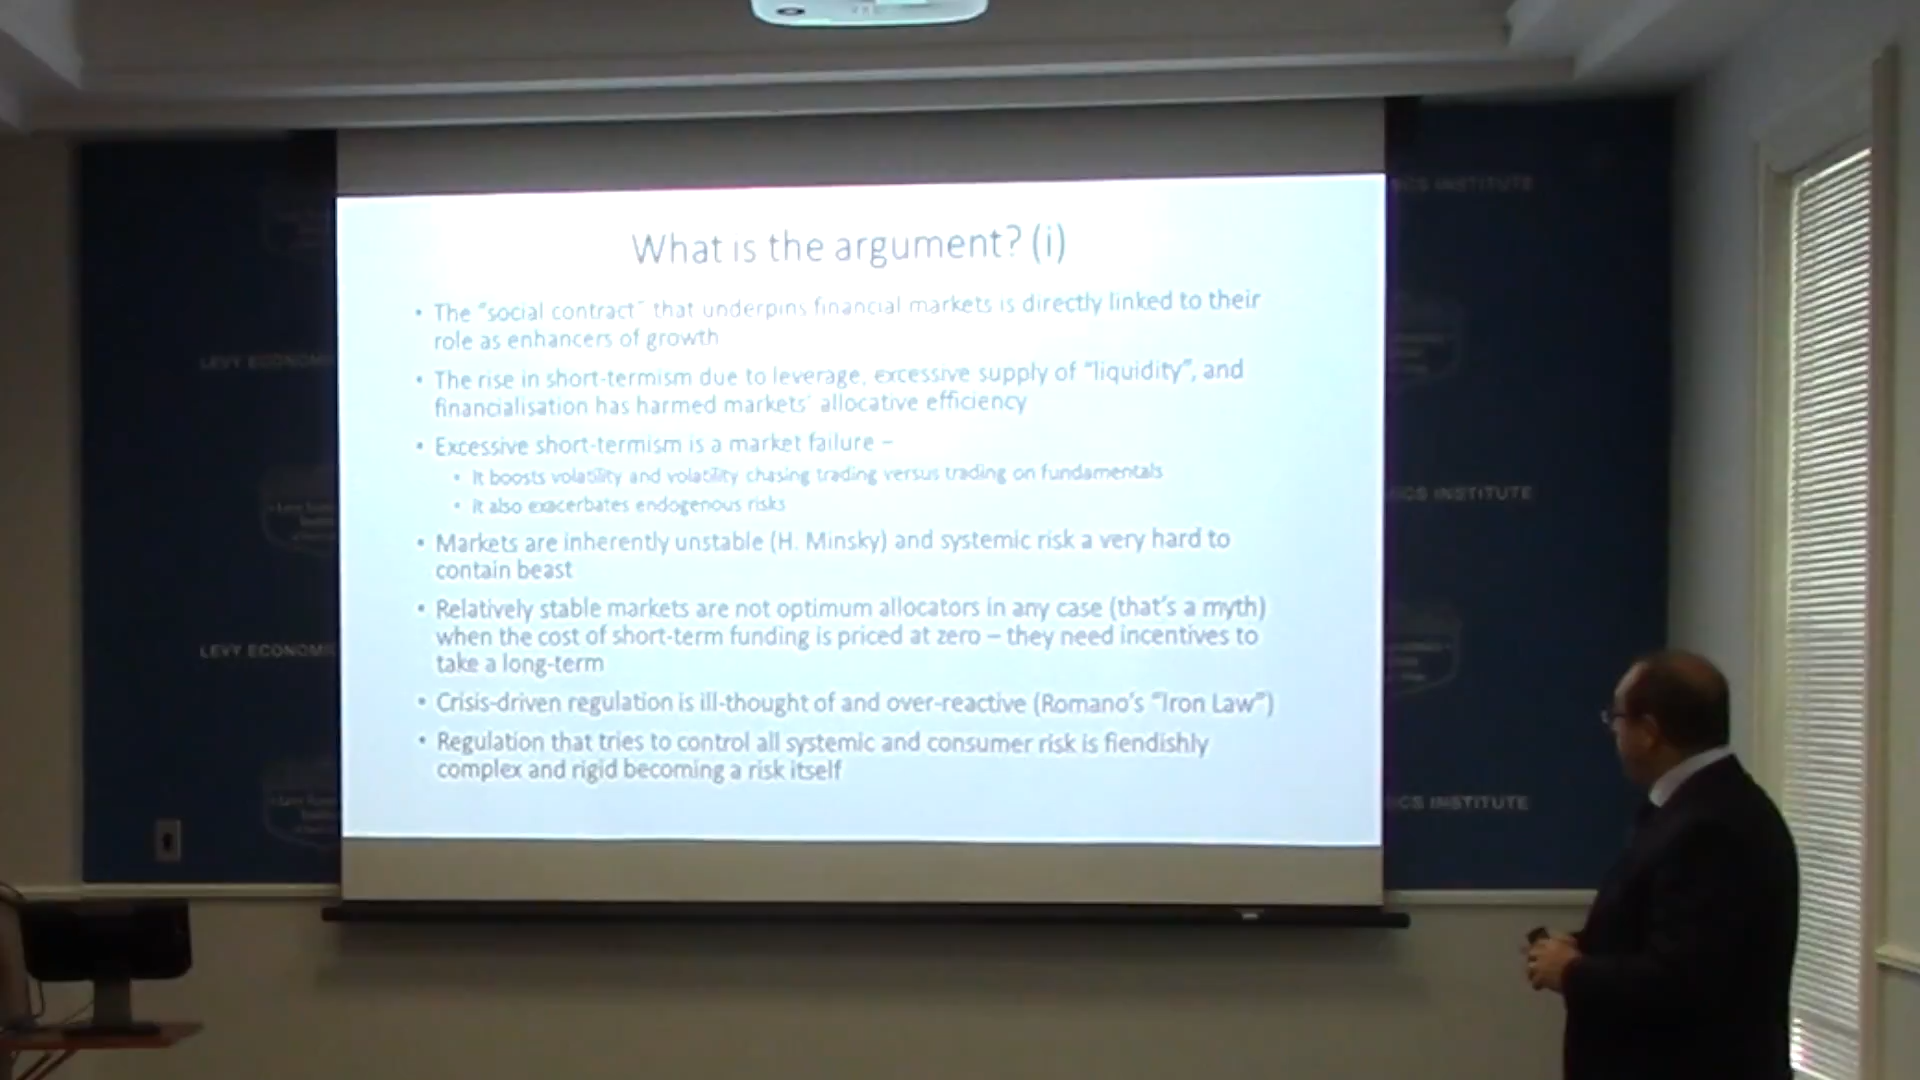 What is the argument? (i)
• The "social contract" that underpins financial markets is directly linked to their
role as enhancers of growth
• The rise in short-termism due to leverage, excessive supply of "liquidity", and
financialisation has harmed markets' allocative efficiency
• Excessive short-termism is a market failure –
• It boosts volatility and volatility chasing trading versus trading on fundamentals
• It also exacerbates endogenous risks
• Markets are inherently unstable (H. Minsky) and systemic risk a very hard to
contain beast
• Relatively stable markets are not optimum allocators in any case (that's a myth)
when the cost of short-term funding is priced at zero – they need incentives to
take a long-term
• Crisis-driven regulation is ill-thought of and over-reactive (Romano's "Iron Law")
• Regulation that tries to control all systemic and consumer risk is fiendishly
complex and rigid becoming a risk itself
ICS INSTITUTE
LEVY ECONOMI
ICS INSTITUTE
LEVY ECONOMI
ICS INSTITUTE